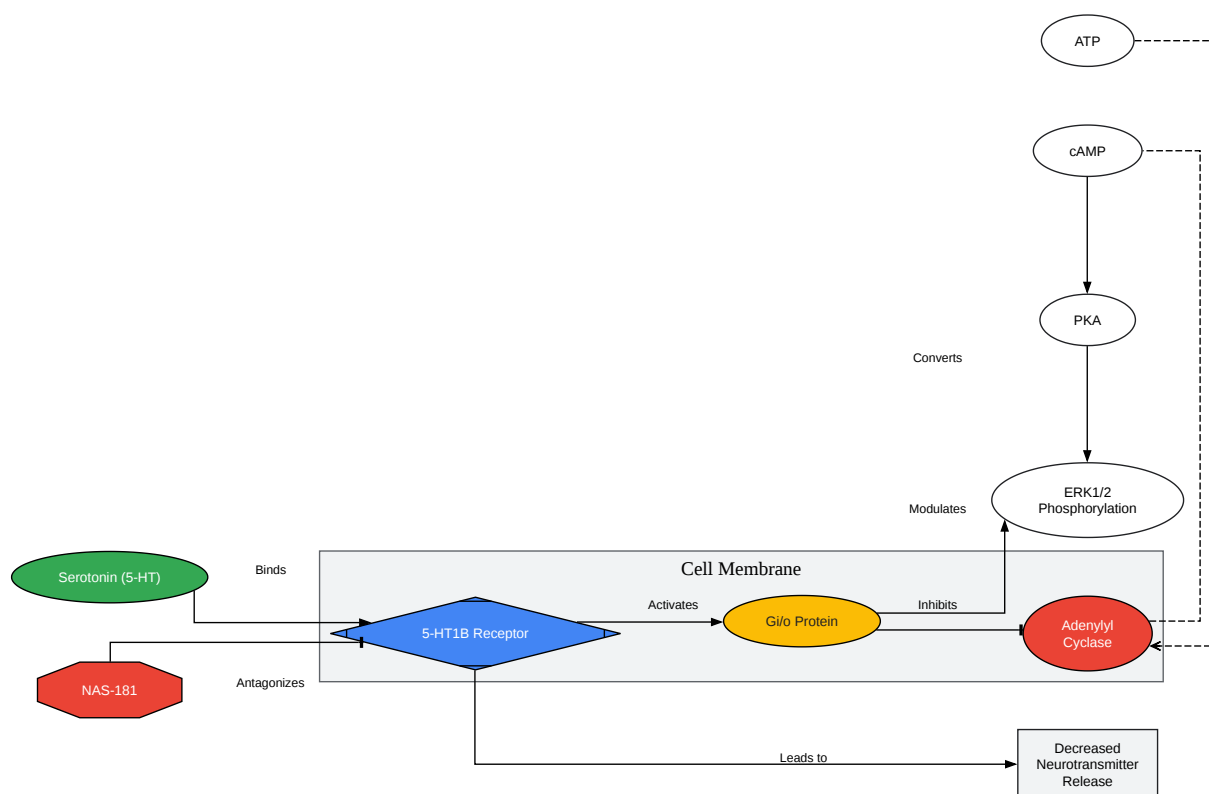 ATP
cAMP
PKA
Converts
ERK1/2
Phosphorylation
Modulates
Cell Membrane
Binds
Serotonin (5-HT)
Activates
Inhibits
5-HT1B Receptor
Gi/o Protein
Adenylyl
Cyclase
NAS-181
Antagonizes
Leads to
Decreased
Neurotransmitter
Release